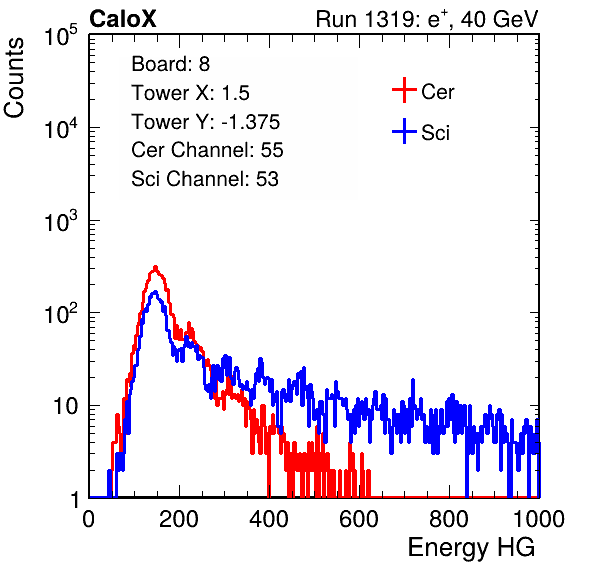 CaloX Run 1319: e⁺, 40 GeV
Counts
10⁵
10⁴
10³
10²
10
1
Board: 8
Tower X: 1.5
Tower Y: -1.375
Cer Channel: 55
Sci Channel: 53
Cer
Sci
0 200 400 600 800 1000
Energy HG